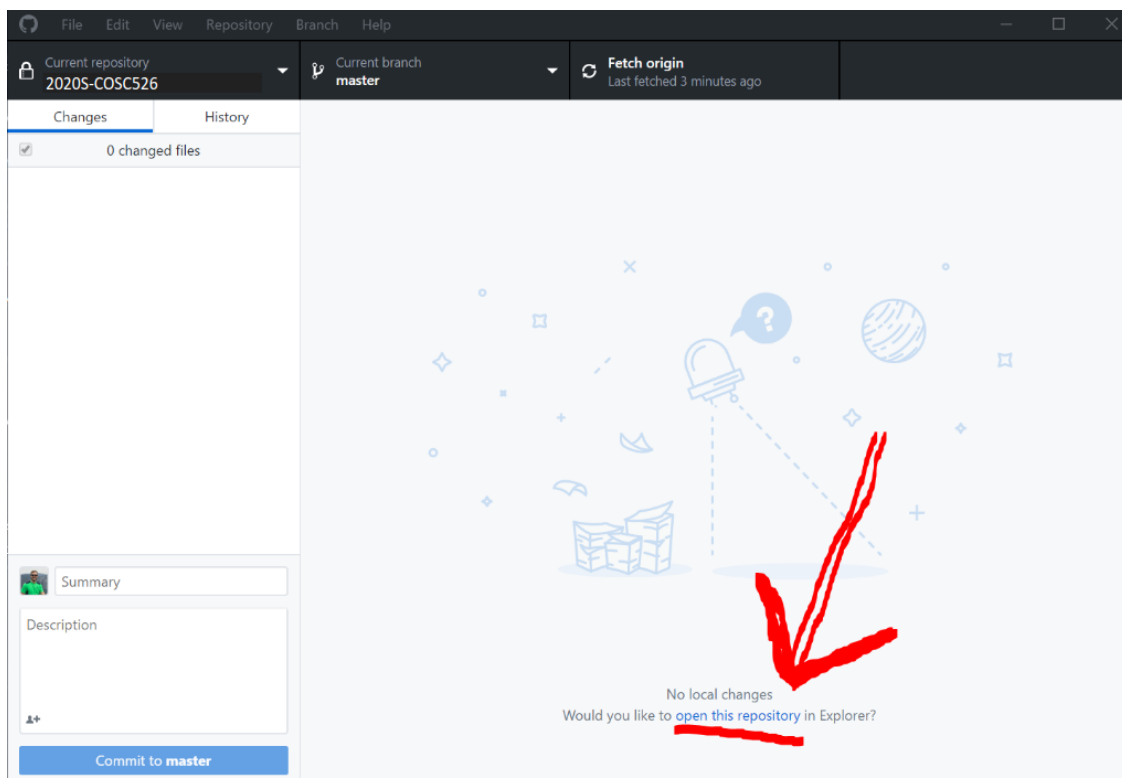 File Edit View Repository Branch Help
Current repository
2020S-COSC526
Current branch
master
Fetch origin
Last fetched 3 minutes ago
Changes
History
0 changed files
?
Summary
Description
No local changes
Would you like to open this repository in Explorer?
Commit to master